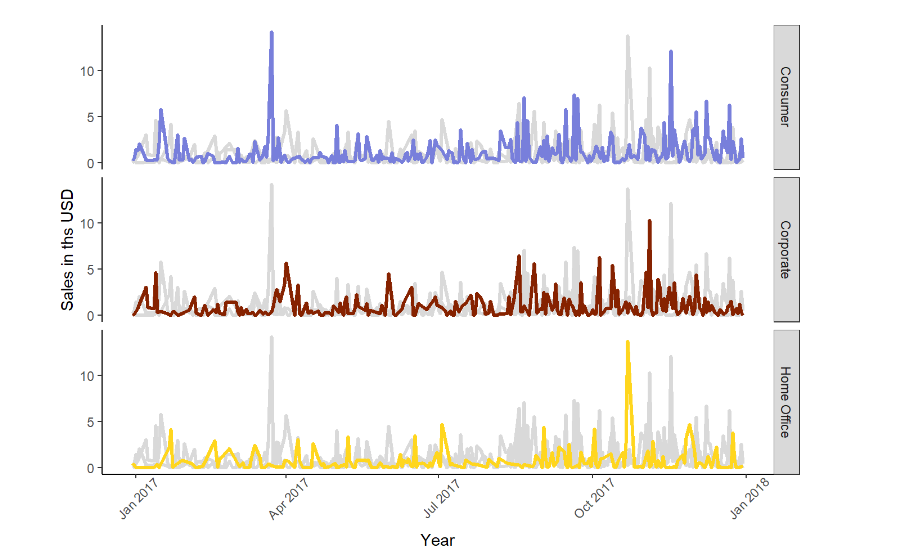 10
5
0
Consumer
10
5
0
Corporate
Sales in ths USD
10
5
0
Home Office
Jan 2017
Apr 2017
Jul 2017
Oct 2017
Jan 2018
Year